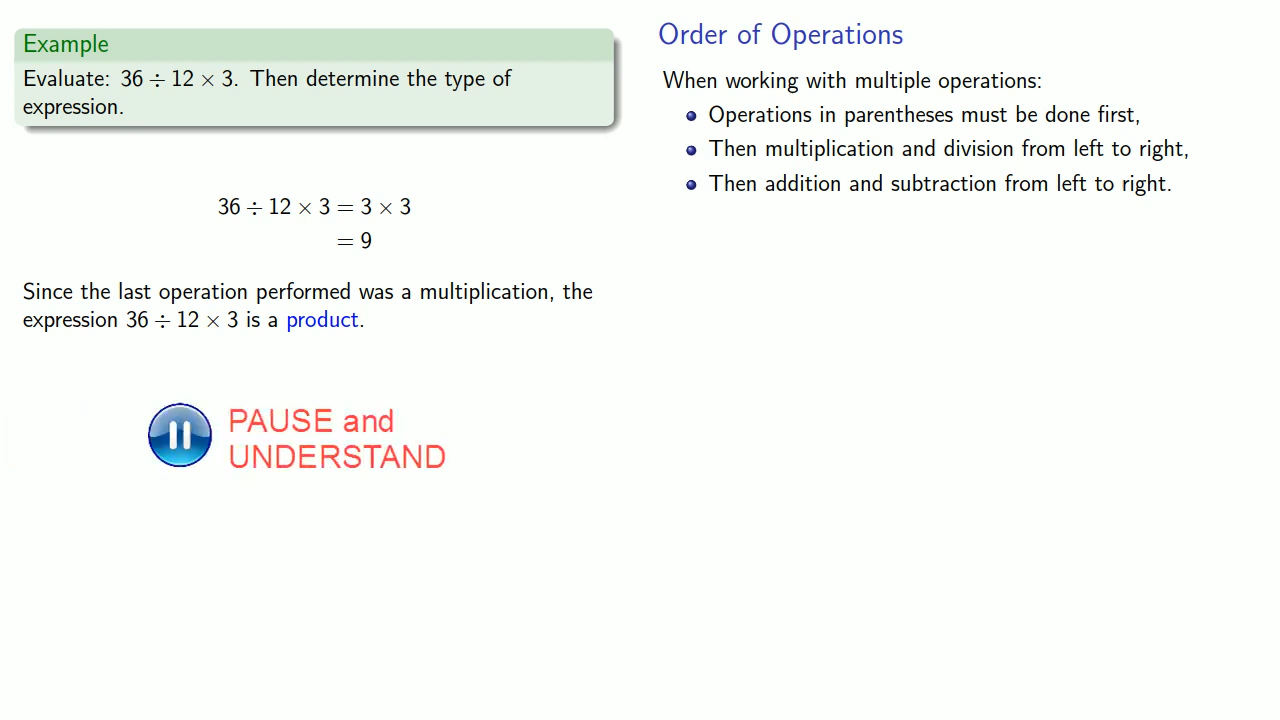 Example
Evaluate: 36 ÷ 12 × 3. Then determine the type of
expression.
36 ÷ 12 × 3 = 3 × 3
= 9
Since the last operation performed was a multiplication, the
expression 36 ÷ 12 × 3 is a product.
PAUSE and
UNDERSTAND
Order of Operations
When working with multiple operations:
Operations in parentheses must be done first,
Then multiplication and division from left to right,
Then addition and subtraction from left to right.